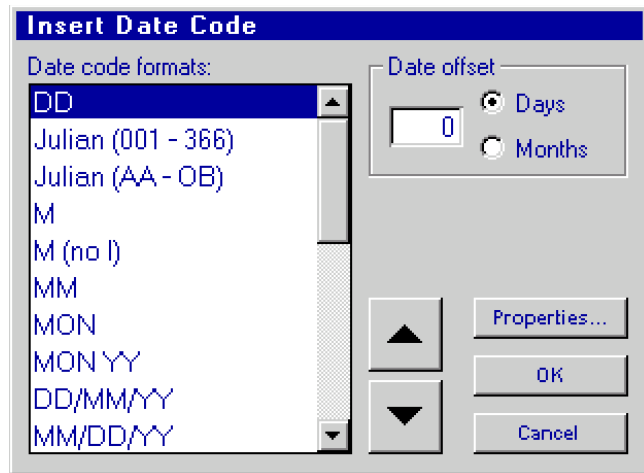 Insert Date Code
Date code formats:
DD
Julian (001 - 366)
Julian (AA - OB)
M
M (no I)
MM
MON
MON YY
DD/MM/YY
MM/DD/YY
Date offset
0
Days
Months
Properties...
OK
Cancel